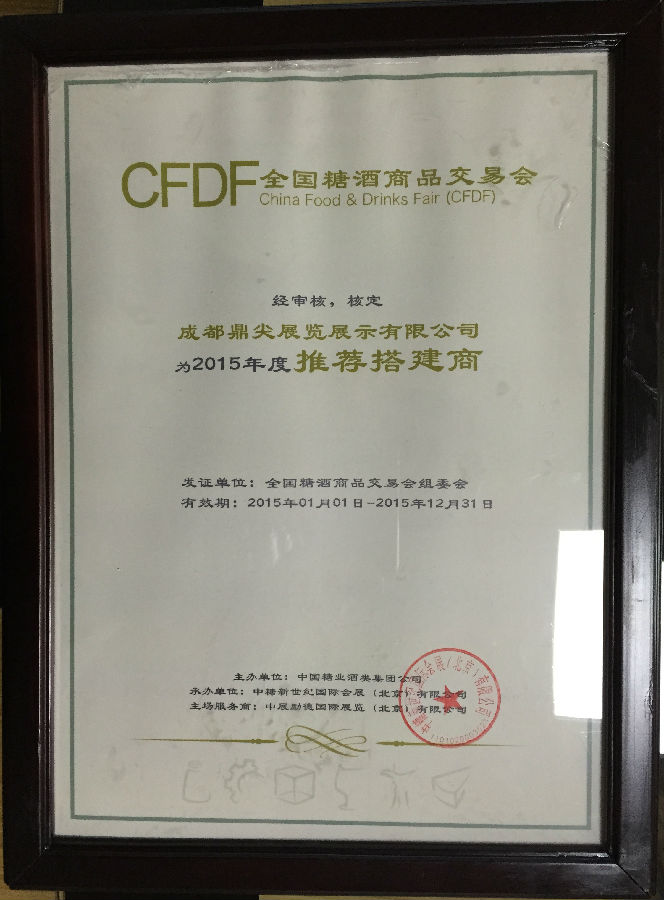 CFDF 全国糖酒商品交易会
China Food & Drinks Fair (CFDF)
经审核，核定
成都鼎尖展览展示有限公司
为2015年度推荐搭建商
发证单位：全国糖酒商品交易会组委会
有效期：2015年01月01日-2015年12月31日
主办单位：中国糖业酒类集团公司
承办单位：中糖新世纪国际会展（北京）有限公司
主场服务商：中展励德国际展览（北京）有限公司